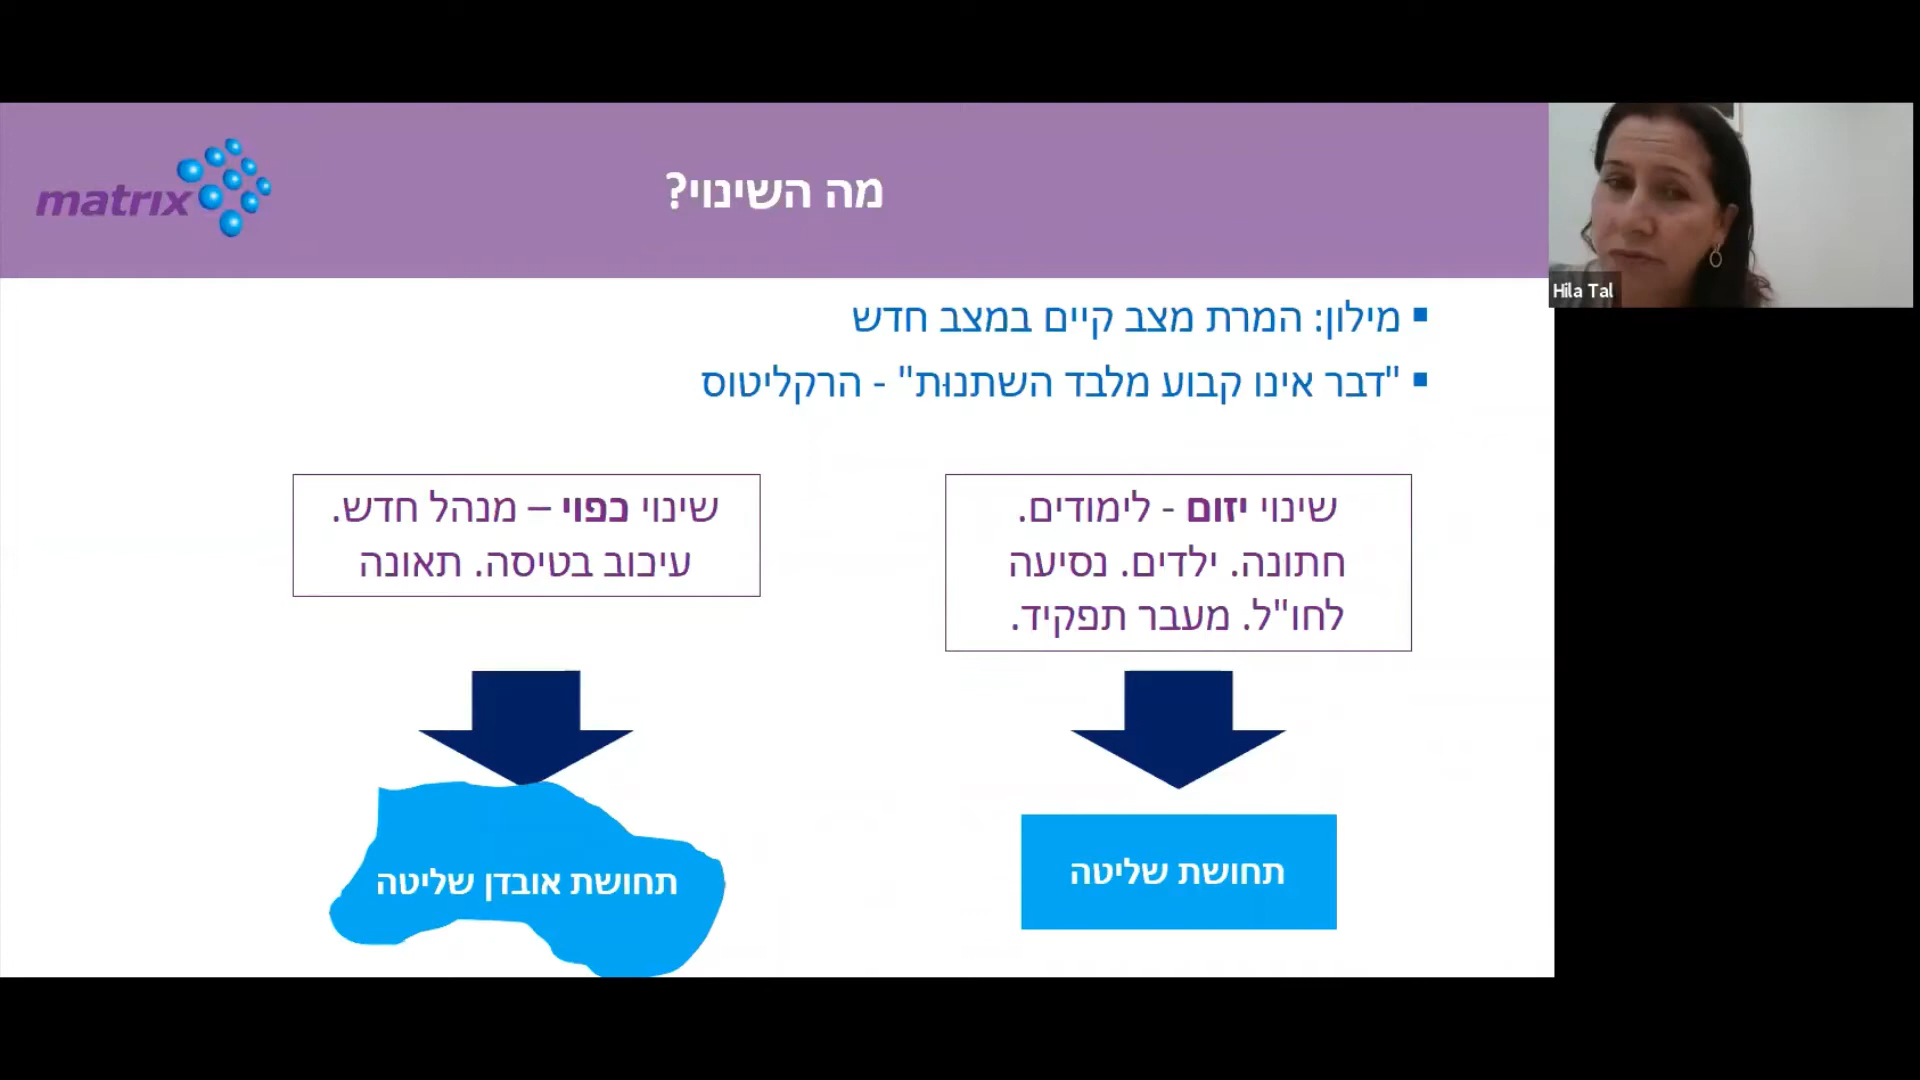 matrix
מה השינוי?
Hila Tal
▪ מילון: המרת מצב קיים במצב חדש
▪ "דבר אינו קבוע מלבד השתנוּת" - הרקליטוס
שינוי יזום - לימודים.
חתונה. ילדים. נסיעה
לחו"ל. מעבר תפקיד.
שינוי כפוי – מנהל חדש.
עיכוב בטיסה. תאונה
תחושת שליטה
תחושת אובדן שליטה